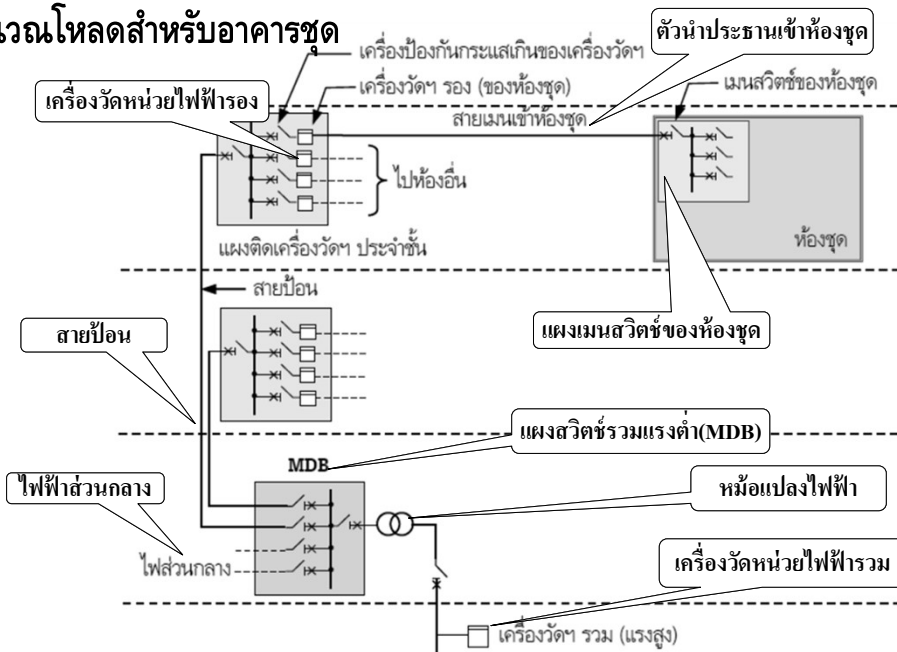 นวณโหลดสำหรับอาคารชุด
ตัวนำประธานเข้าห้องชุด
เครื่องป้องกันกระแสเกินของเครื่องวัดฯ
เครื่องวัดฯ รอง (ของห้องชุด)
เมนสวิตช์ของห้องชุด
เครื่องวัดหน่วยไฟฟ้ารอง
สายเมนเข้าห้องชุด
ไปห้องอื่น
ห้องชุด
แผงติดเครื่องวัดฯ ประจำชั้น
สายป้อน
สายป้อน
แผงเมนสวิตช์ของห้องชุด
แผงสวิตช์รวมแรงต่ำ(MDB)
MDB
ไฟฟ้าส่วนกลาง
หม้อแปลงไฟฟ้า
ไฟส่วนกลาง
เครื่องวัดหน่วยไฟฟ้ารวม
เครื่องวัดฯ รวม (แรงสูง)